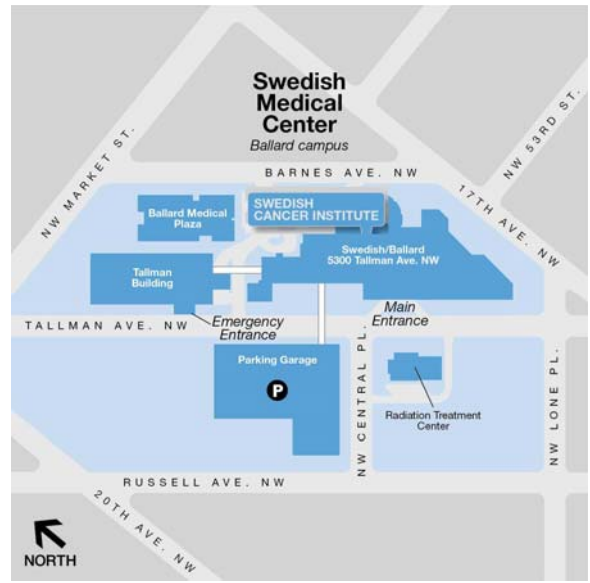 Swedish
Medical
Center
Ballard campus
NW MARKET ST.
BARNES AVE. NW
NW 53RD ST.
17TH AVE. NW
Ballard Medical
Plaza
SWEDISH
CANCER INSTITUTE
Swedish/Ballard
5300 Tallman Ave. NW
Tallman
Building
TALLMAN AVE. NW
Emergency
Entrance
Main
Entrance
Parking Garage
P
NW CENTRAL PL.
Radiation Treatment
Center
NW LONE PL.
RUSSELL AVE. NW
20TH AVE. NW
NORTH